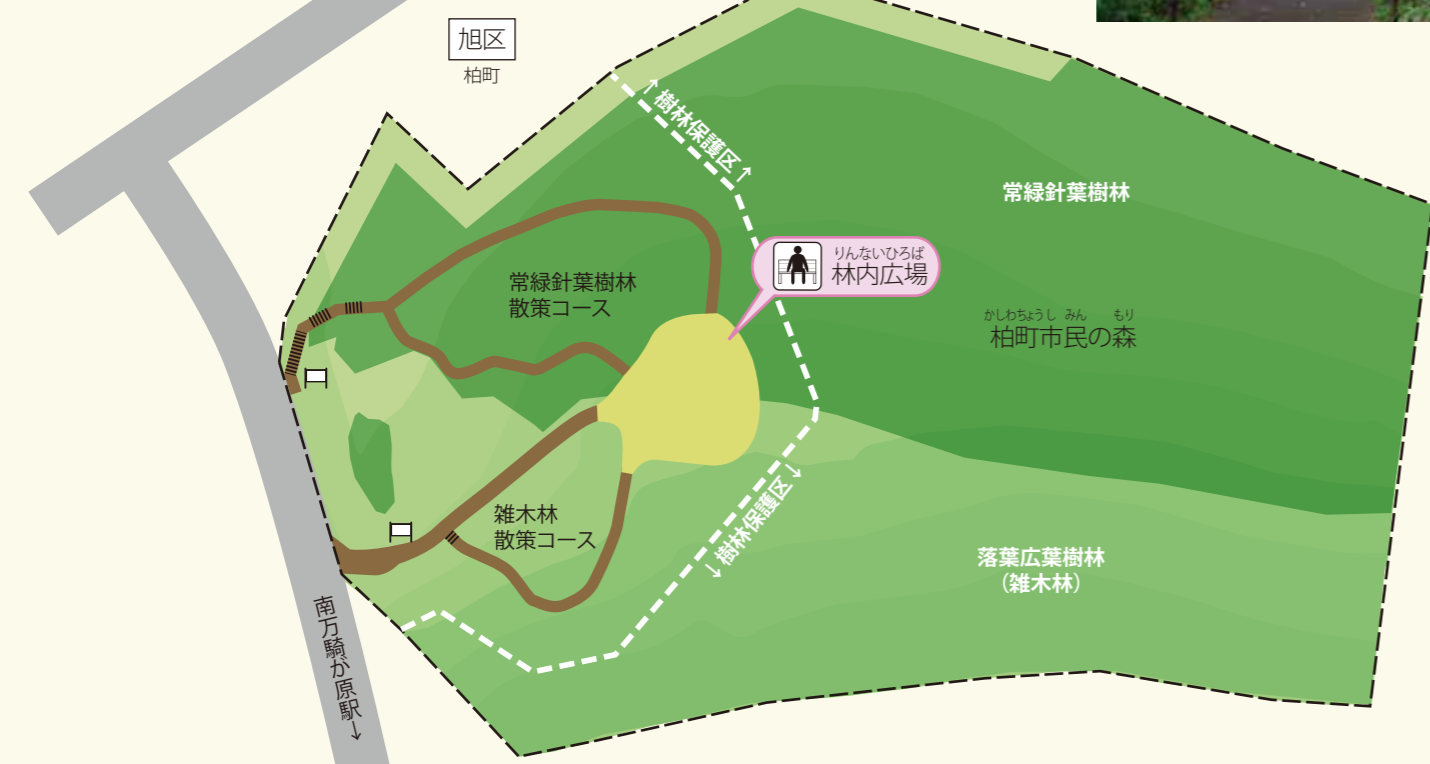 旭区
柏町
↑樹林保護区↑
常緑針葉樹林
りんないひろば
林内広場
常緑針葉樹林
散策コース
かしわちょうし みん もり
柏町市民の森
↓樹林保護区↓
雑木林
散策コース
落葉広葉樹林
(雑木林)
南万騎が原駅↓